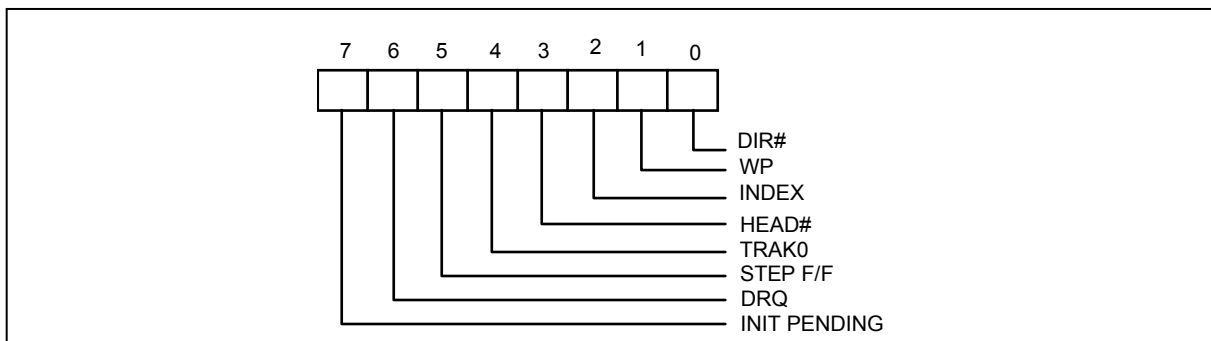 7 6 5 4 3 2 1 0
DIR#
WP
INDEX
HEAD#
TRAK0
STEP F/F
DRQ
INIT PENDING